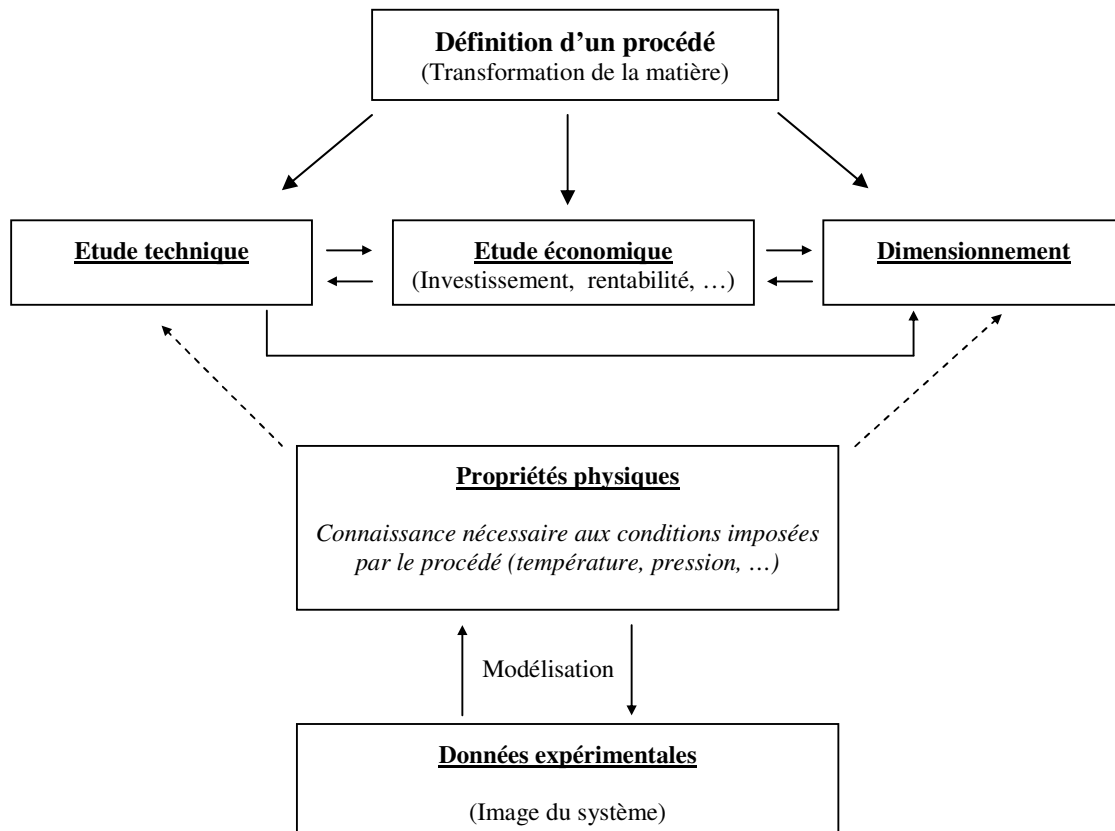 Définition d’un procédé
(Transformation de la matière)
Etude technique
Etude économique
(Investissement, rentabilité, …)
Dimensionnement
Propriétés physiques
Connaissance nécessaire aux conditions imposées
par le procédé (température, pression, …)
Modélisation
Données expérimentales
(Image du système)